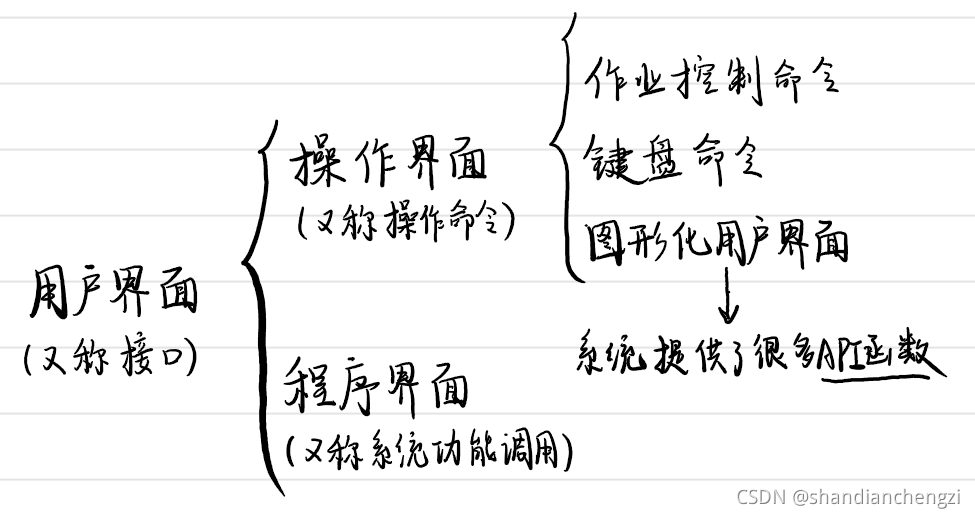 用户界面
(又称接口)
操作界面
(又称操作命令)
作业控制命令
键盘命令
图形化用户界面
系统提供了很多API函数
程序界面
(又称系统功能调用)
CSDN @shandianchengzi